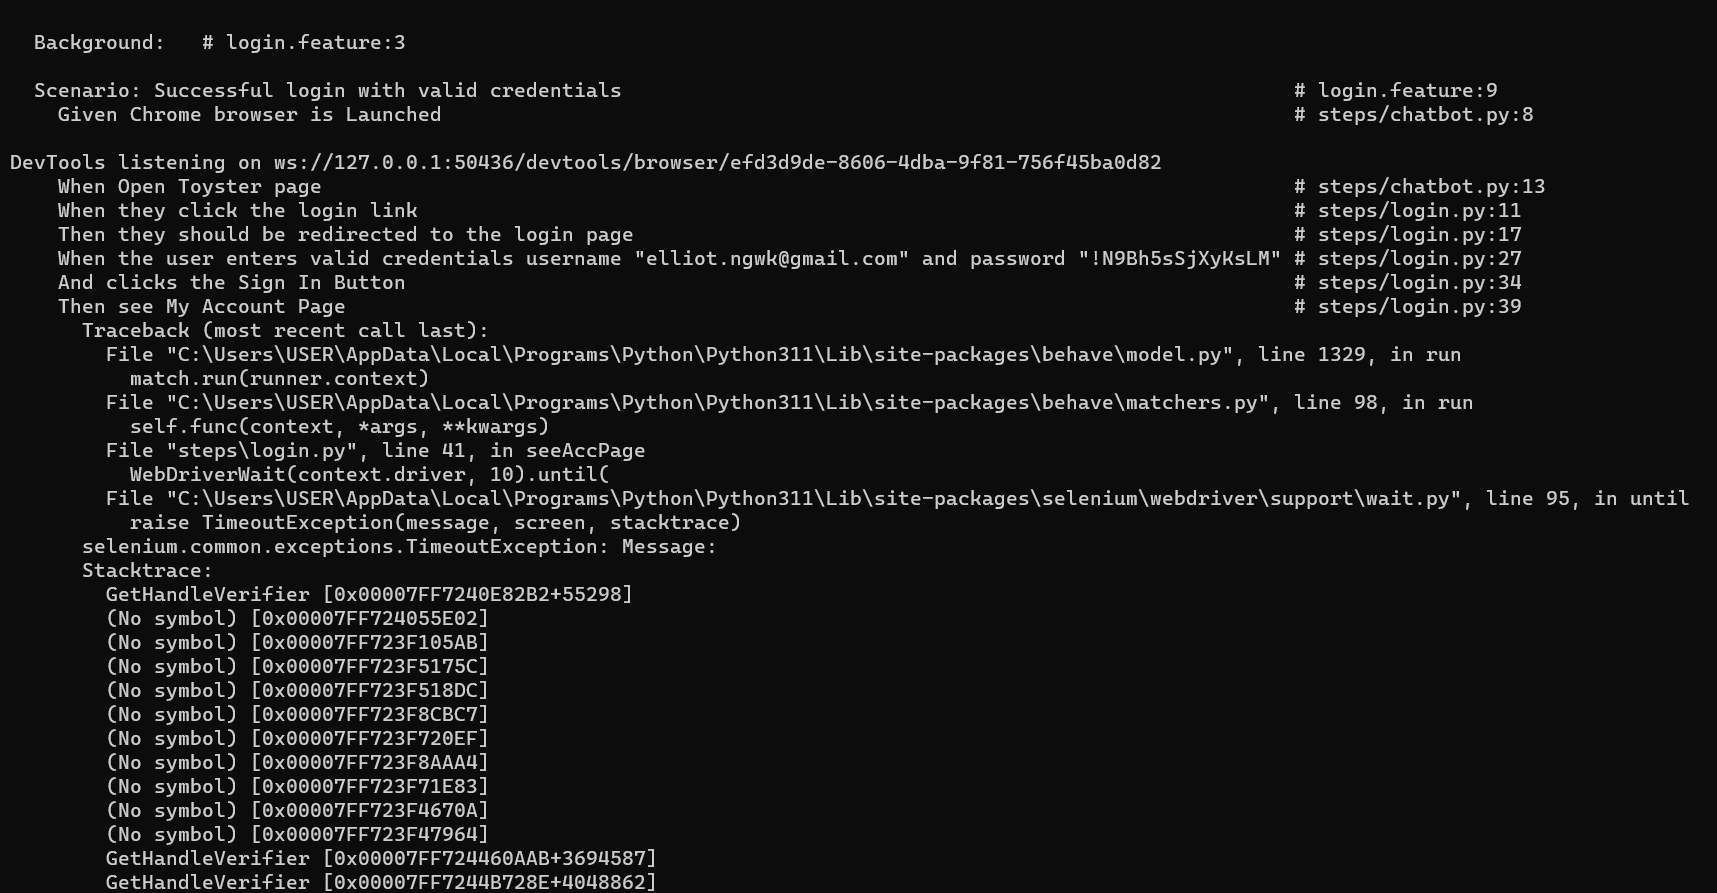 Background:   # login.feature:3
Scenario: Successful login with valid credentials # login.feature:9
Given Chrome browser is Launched # steps/chatbot.py:8
DevTools listening on ws://127.0.0.1:50436/devtools/browser/efd3d9de-8606-4dba-9f81-756f45ba0d82
When Open Toyster page # steps/chatbot.py:13
When they click the login link # steps/login.py:11
Then they should be redirected to the login page # steps/login.py:17
When the user enters valid credentials username "elliot.ngwk@gmail.com" and password "!N9Bh5sSjXyKsLM" # steps/login.py:27
And clicks the Sign In Button # steps/login.py:34
Then see My Account Page # steps/login.py:39
Traceback (most recent call last):
File "C:\Users\USER\AppData\Local\Programs\Python\Python311\Lib\site-packages\behave\model.py", line 1329, in run
match.run(runner.context)
File "C:\Users\USER\AppData\Local\Programs\Python\Python311\Lib\site-packages\behave\matchers.py", line 98, in run
self.func(context, *args, **kwargs)
File "steps\login.py", line 41, in seeAccPage
WebDriverWait(context.driver, 10).until(
File "C:\Users\USER\AppData\Local\Programs\Python\Python311\Lib\site-packages\selenium\webdriver\support\wait.py", line 95, in until
raise TimeoutException(message, screen, stacktrace)
selenium.common.exceptions.TimeoutException: Message:
Stacktrace:
GetHandleVerifier [0x00007FF7240E82B2+55298]
(No symbol) [0x00007FF724055E02]
(No symbol) [0x00007FF723F105AB]
(No symbol) [0x00007FF723F5175C]
(No symbol) [0x00007FF723F518DC]
(No symbol) [0x00007FF723F8CBC7]
(No symbol) [0x00007FF723F720EF]
(No symbol) [0x00007FF723F8AAA4]
(No symbol) [0x00007FF723F71E83]
(No symbol) [0x00007FF723F4670A]
(No symbol) [0x00007FF723F47964]
GetHandleVerifier [0x00007FF724460AAB+3694587]
GetHandleVerifier [0x00007FF7244B728E+4048862]